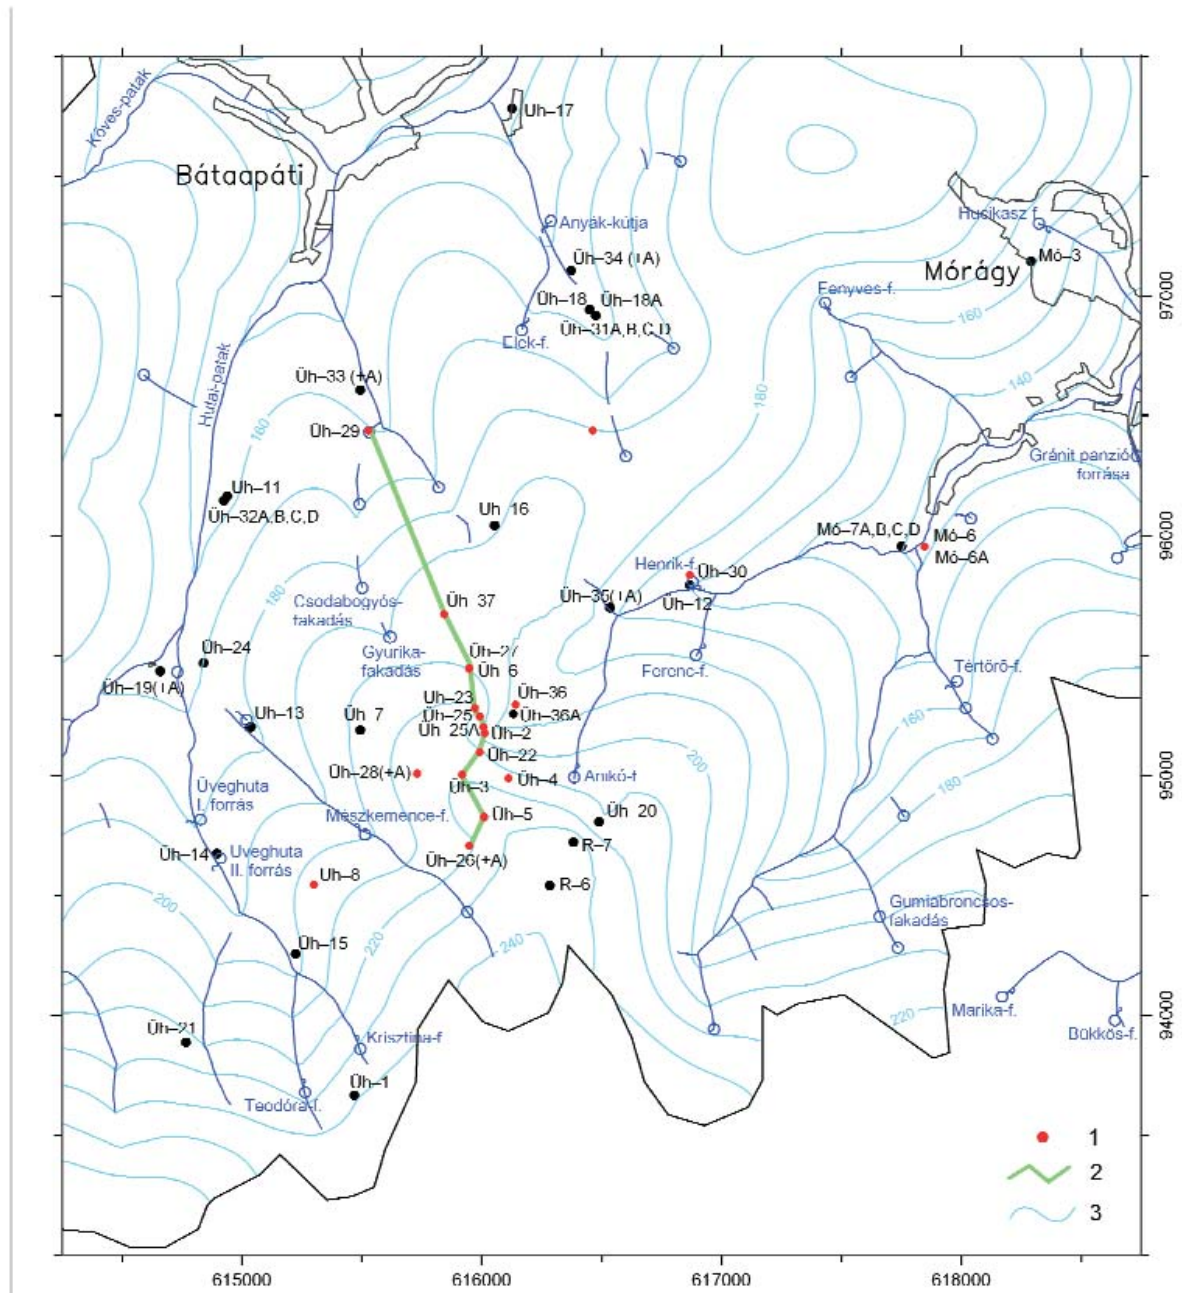 Köves-patak
Üh–17
Bátaapáti
Anyák-kútja
Husikasz f.
Üh–34 (+A)
Mórágy
Mó–3
Üh–18
Üh–18A
Fenyves-f.
97000
Üh–31A,B,C,D
160
Elek-f.
Hutai-patak
Üh–33 (+A)
140
180
160
Üh–29
Gránit panzió
forrása
Üh–11
Üh–32A,B,C,D
Üh 16
Mó–7A,B,C,D
Mó–6
96000
Mó–6A
Henrik-f.
Üh–30
180
Csodabogyós-
fakadás
Üh 37
Üh–35(+A)
Üh–12
Üh–24
Gyurika-
fakadás
Üh–27
Üh 6
Ferenc-f.
Tértörő-f.
Üh–19(+A)
Üh–23
Üh–36
Üh–13
Üh 7
Üh–25
Üh–36A
160
Üh 25A
Üh–2
Üh–22
200
Üh–28(+A)
Üh–3
Üh–4
Anikó-f
95000
180
Üveghuta
I. forrás
Mészkemence-f.
Üh–5
Üh 20
Üh–14
Üveghuta
II. forrás
Üh–26(+A)
R–7
Üh–8
R–6
200
Gumiabroncsos-
fakadás
Üh–15
220
240
Üh–21
Krisztina-f
220
Marika-f.
94000
Bükkös-f.
Üh–1
Teodóra-f.
1
2
3
615000
616000
617000
618000